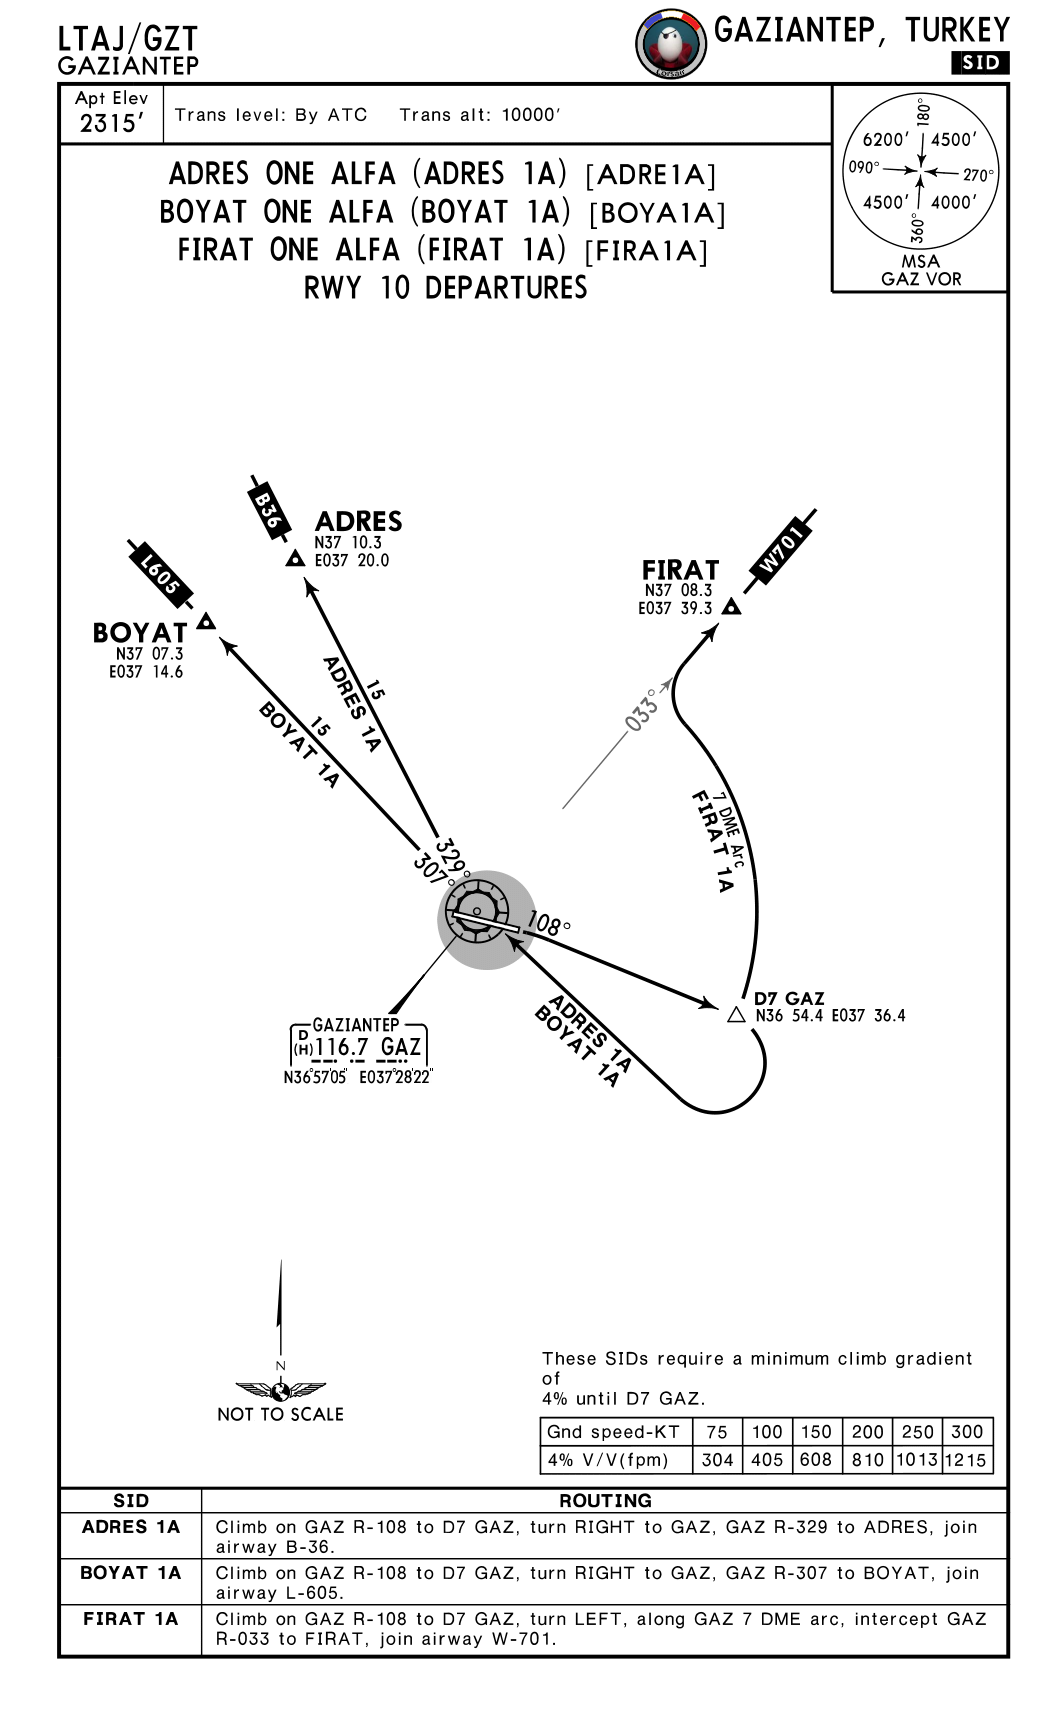 LTAJ/GZT
GAZIANTEP
Corsair
GAZIANTEP, TURKEY
SID
Apt Elev
2315'
Trans level: By ATC Trans alt: 10000'
ADRES ONE ALFA (ADRES 1A) [ADRE1A]
BOYAT ONE ALFA (BOYAT 1A) [BOYA1A]
FIRAT ONE ALFA (FIRAT 1A) [FIRA1A]
RWY 10 DEPARTURES
180°
6200' 4500'
090° 270°
4500' 4000'
360°
MSA
GAZ VOR
B36
ADRES
N37 10.3
E037 20.0
L605
BOYAT
N37 07.3
E037 14.6
W701
FIRAT
N37 08.3
E037 39.3
033°
15
ADRES 1A
15
BOYAT 1A
7 DME Arc
FIRAT 1A
329°
307°
108°
D7 GAZ
N36 54.4 E037 36.4
ADRES 1A
BOYAT 1A
GAZIANTEP
D
(H) 116.7 GAZ
N36°57'05" E037°28'22"
N
NOT TO SCALE
These SIDs require a minimum climb gradient
of
4% until D7 GAZ.
Gnd speed-KT 75 100 150 200 250 300
4% V/V(fpm) 304 405 608 810 1013 1215
SID ROUTING
ADRES 1A Climb on GAZ R-108 to D7 GAZ, turn RIGHT to GAZ, GAZ R-329 to ADRES, join
airway B-36.
BOYAT 1A Climb on GAZ R-108 to D7 GAZ, turn RIGHT to GAZ, GAZ R-307 to BOYAT, join
airway L-605.
FIRAT 1A Climb on GAZ R-108 to D7 GAZ, turn LEFT, along GAZ 7 DME arc, intercept GAZ
R-033 to FIRAT, join airway W-701.